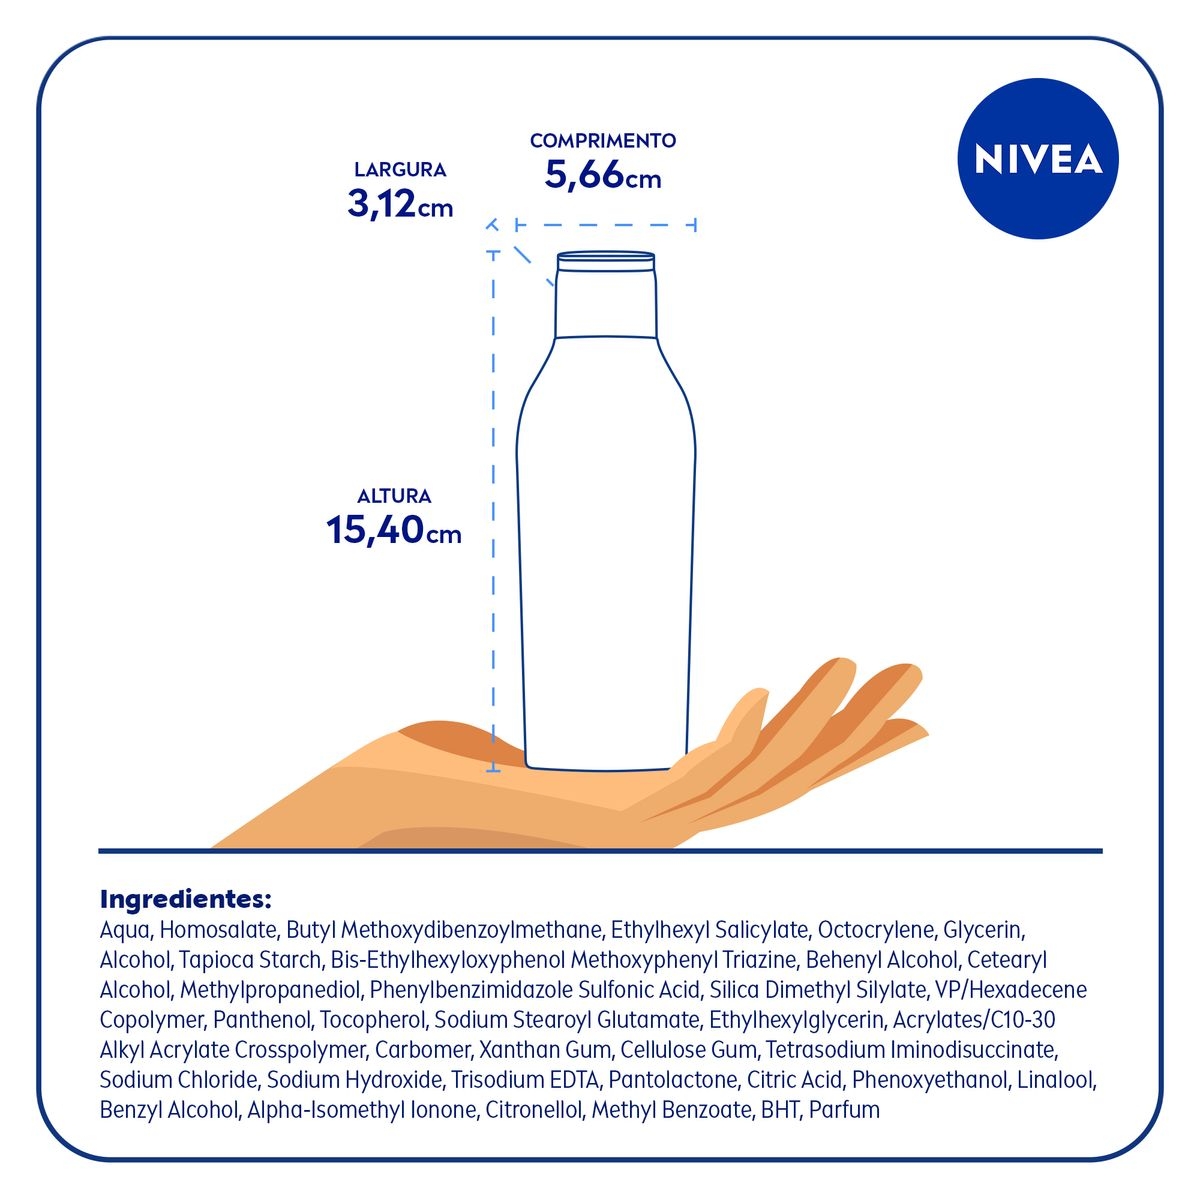 COMPRIMENTO
5,66cm
LARGURA
3,12cm
NIVEA
ALTURA
15,40cm
Ingredientes:
Aqua, Homosalate, Butyl Methoxydibenzoylmethane, Ethylhexyl Salicylate, Octocrylene, Glycerin,
Alcohol, Tapioca Starch, Bis-Ethylhexyloxyphenol Methoxyphenyl Triazine, Behenyl Alcohol, Cetearyl
Alcohol, Methylpropanediol, Phenylbenzimidazole Sulfonic Acid, Silica Dimethyl Silylate, VP/Hexadecene
Copolymer, Panthenol, Tocopherol, Sodium Stearoyl Glutamate, Ethylhexylglycerin, Acrylates/C10-30
Alkyl Acrylate Crosspolymer, Carbomer, Xanthan Gum, Cellulose Gum, Tetrasodium Iminodisuccinate,
Sodium Chloride, Sodium Hydroxide, Trisodium EDTA, Pantolactone, Citric Acid, Phenoxyethanol, Linalool,
Benzyl Alcohol, Alpha-Isomethyl Ionone, Citronellol, Methyl Benzoate, BHT, Parfum